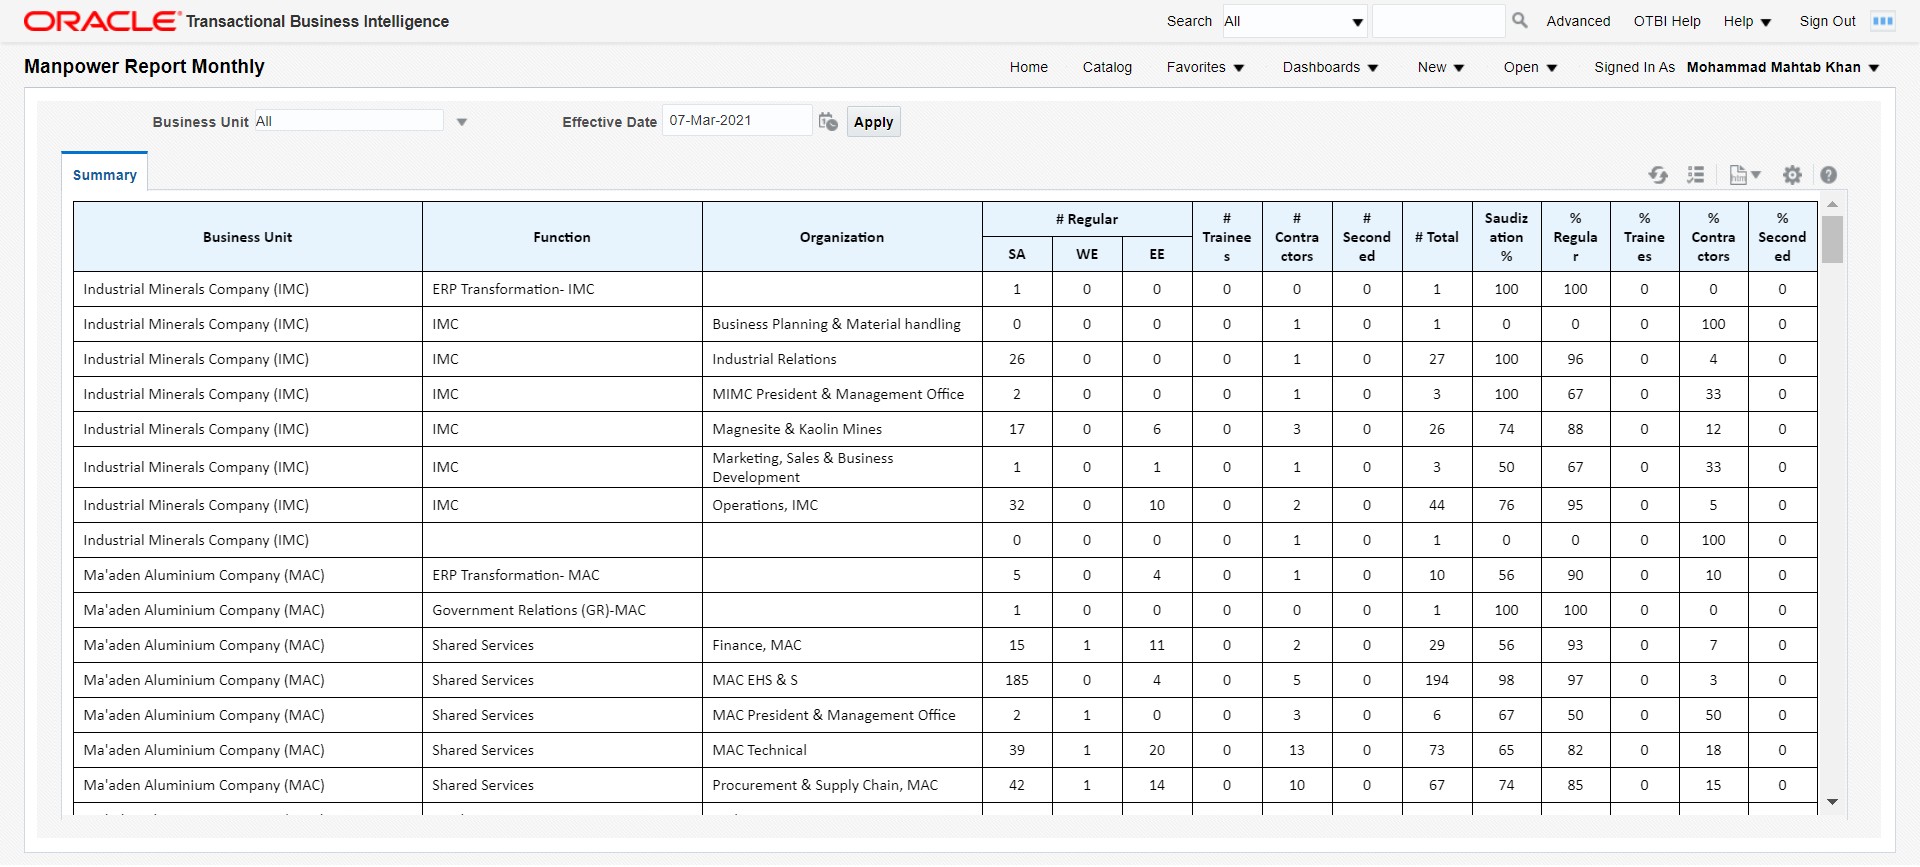 ORACLE Transactional Business Intelligence Search All Advanced OTBI Help Help Sign Out
Manpower Report Monthly Home Catalog Favorites Dashboards New Open Signed In As Mohammad Mahtab Khan
Business Unit All Effective Date 07-Mar-2021 Apply
Summary
Business Unit Function Organization # Regular SA WE EE # Trainees # Contractors # Seconded # Total Saudization % % Regular % Trainees % Contractors % Seconded
Industrial Minerals Company (IMC) ERP Transformation- IMC 1 0 0 0 0 0 1 100 100 0 0 0
Industrial Minerals Company (IMC) IMC Business Planning & Material handling 0 0 0 0 1 0 1 0 0 0 100 0
Industrial Minerals Company (IMC) IMC Industrial Relations 26 0 0 0 1 0 27 100 96 0 4 0
Industrial Minerals Company (IMC) IMC MIMC President & Management Office 2 0 0 0 1 0 3 100 67 0 33 0
Industrial Minerals Company (IMC) IMC Magnesite & Kaolin Mines 17 0 6 0 3 0 26 74 88 0 12 0
Industrial Minerals Company (IMC) IMC Marketing, Sales & Business Development 1 0 1 0 1 0 3 50 67 0 33 0
Industrial Minerals Company (IMC) IMC Operations, IMC 32 0 10 0 2 0 44 76 95 0 5 0
Industrial Minerals Company (IMC) 0 0 0 0 1 0 1 0 0 0 100 0
Ma'aden Aluminium Company (MAC) ERP Transformation- MAC 5 0 4 0 1 0 10 56 90 0 10 0
Ma'aden Aluminium Company (MAC) Government Relations (GR)-MAC 1 0 0 0 0 0 1 100 100 0 0 0
Ma'aden Aluminium Company (MAC) Shared Services Finance, MAC 15 1 11 0 2 0 29 56 93 0 7 0
Ma'aden Aluminium Company (MAC) Shared Services MAC EHS & S 185 0 4 0 5 0 194 98 97 0 3 0
Ma'aden Aluminium Company (MAC) Shared Services MAC President & Management Office 2 1 0 0 3 0 6 67 50 0 50 0
Ma'aden Aluminium Company (MAC) Shared Services MAC Technical 39 1 20 0 13 0 73 65 82 0 18 0
Ma'aden Aluminium Company (MAC) Shared Services Procurement & Supply Chain, MAC 42 1 14 0 10 0 67 74 85 0 15 0